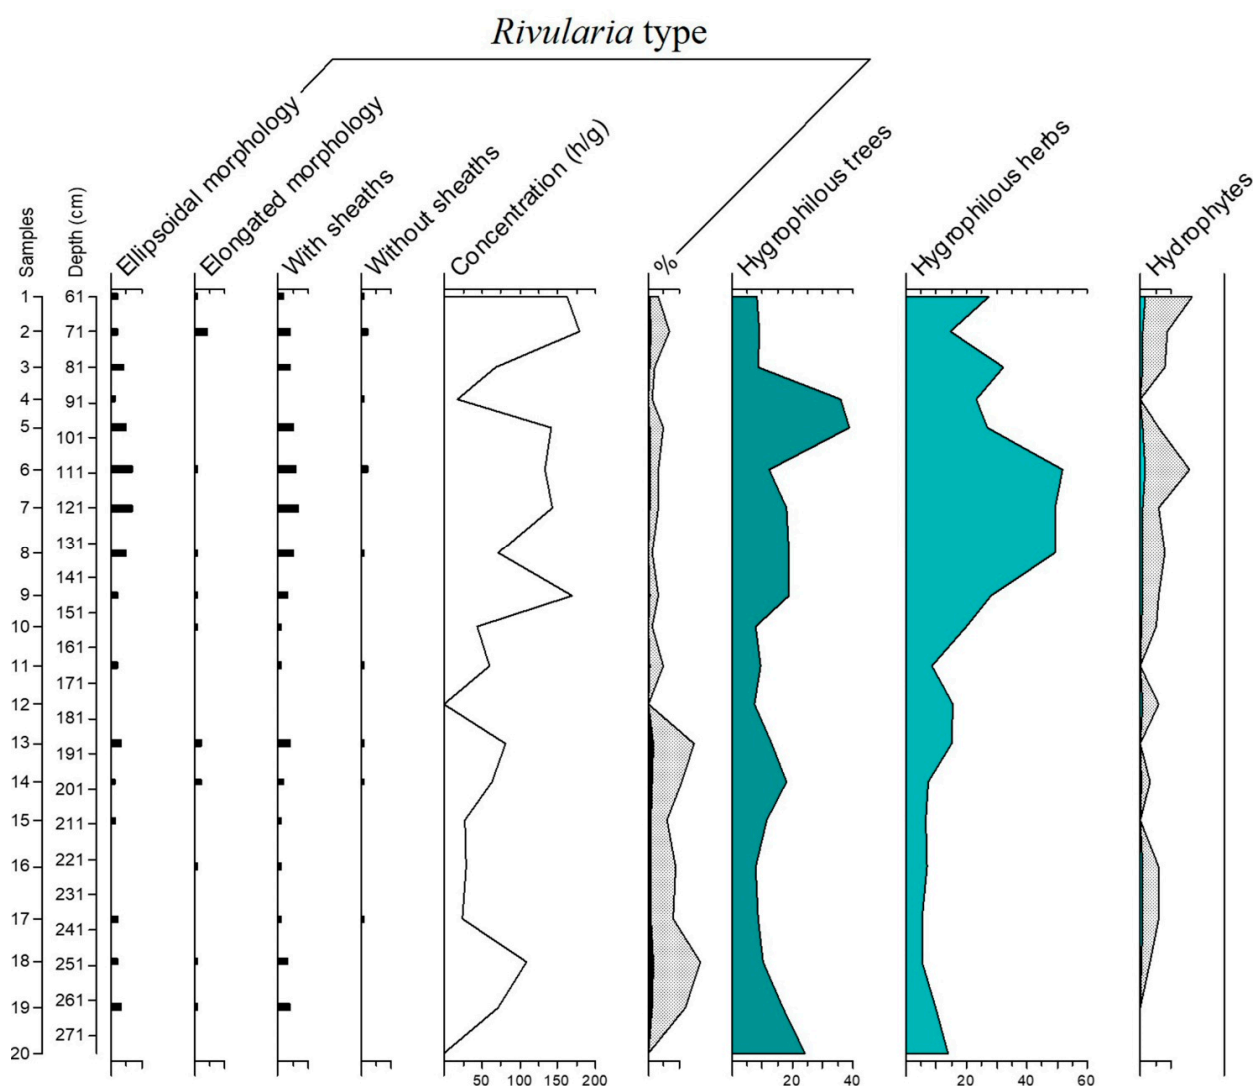 Rivularia type
Samples
Depth (cm)
Ellipsoidal morphology
Elongated morphology
With sheaths
Without sheaths
Concentration (h/g)
%
Hygrophilous trees
Hygrophilous herbs
Hydrophytes
1 61
2 71
3 81
4 91
5 101
6 111
7 121
8 131
141
9 151
10 161
11 171
12 181
13 191
14 201
15 211
16 221
231
17 241
18 251
19 261
271
20
50 100 150 200 20 40 20 40 60